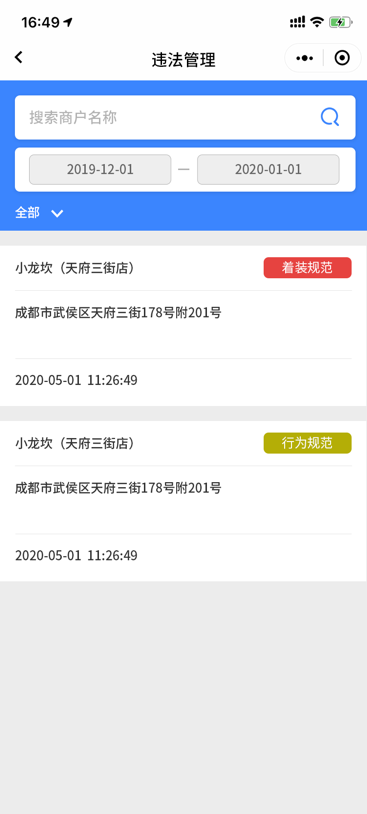 16:49
违法管理
搜索商户名称
2019-12-01 — 2020-01-01
全部
小龙坎（天府三街店） 着装规范
成都市武侯区天府三街178号附201号
2020-05-01 11:26:49
小龙坎（天府三街店） 行为规范
成都市武侯区天府三街178号附201号
2020-05-01 11:26:49